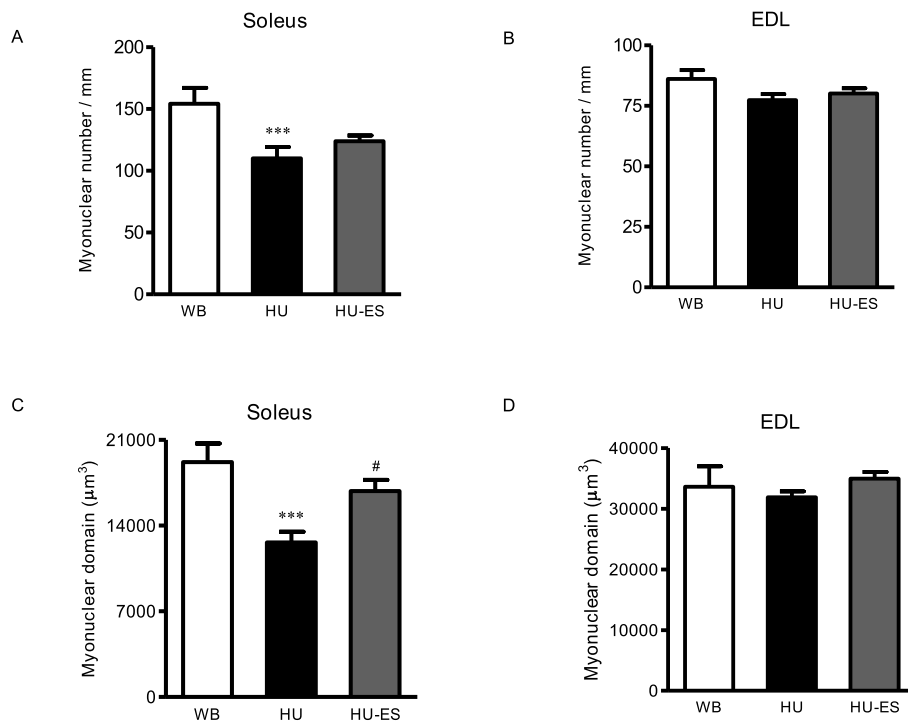 A
Soleus
Myonuclear number / mm
200
150
100
50
0
***
WB
HU
HU-ES
B
EDL
Myonuclear number / mm
100
75
50
25
0
WB
HU
HU-ES
C
Soleus
Myonuclear domain (μm³)
21000
14000
7000
0
***
#
WB
HU
HU-ES
D
EDL
Myonuclear domain (μm³)
40000
30000
20000
10000
0
WB
HU
HU-ES